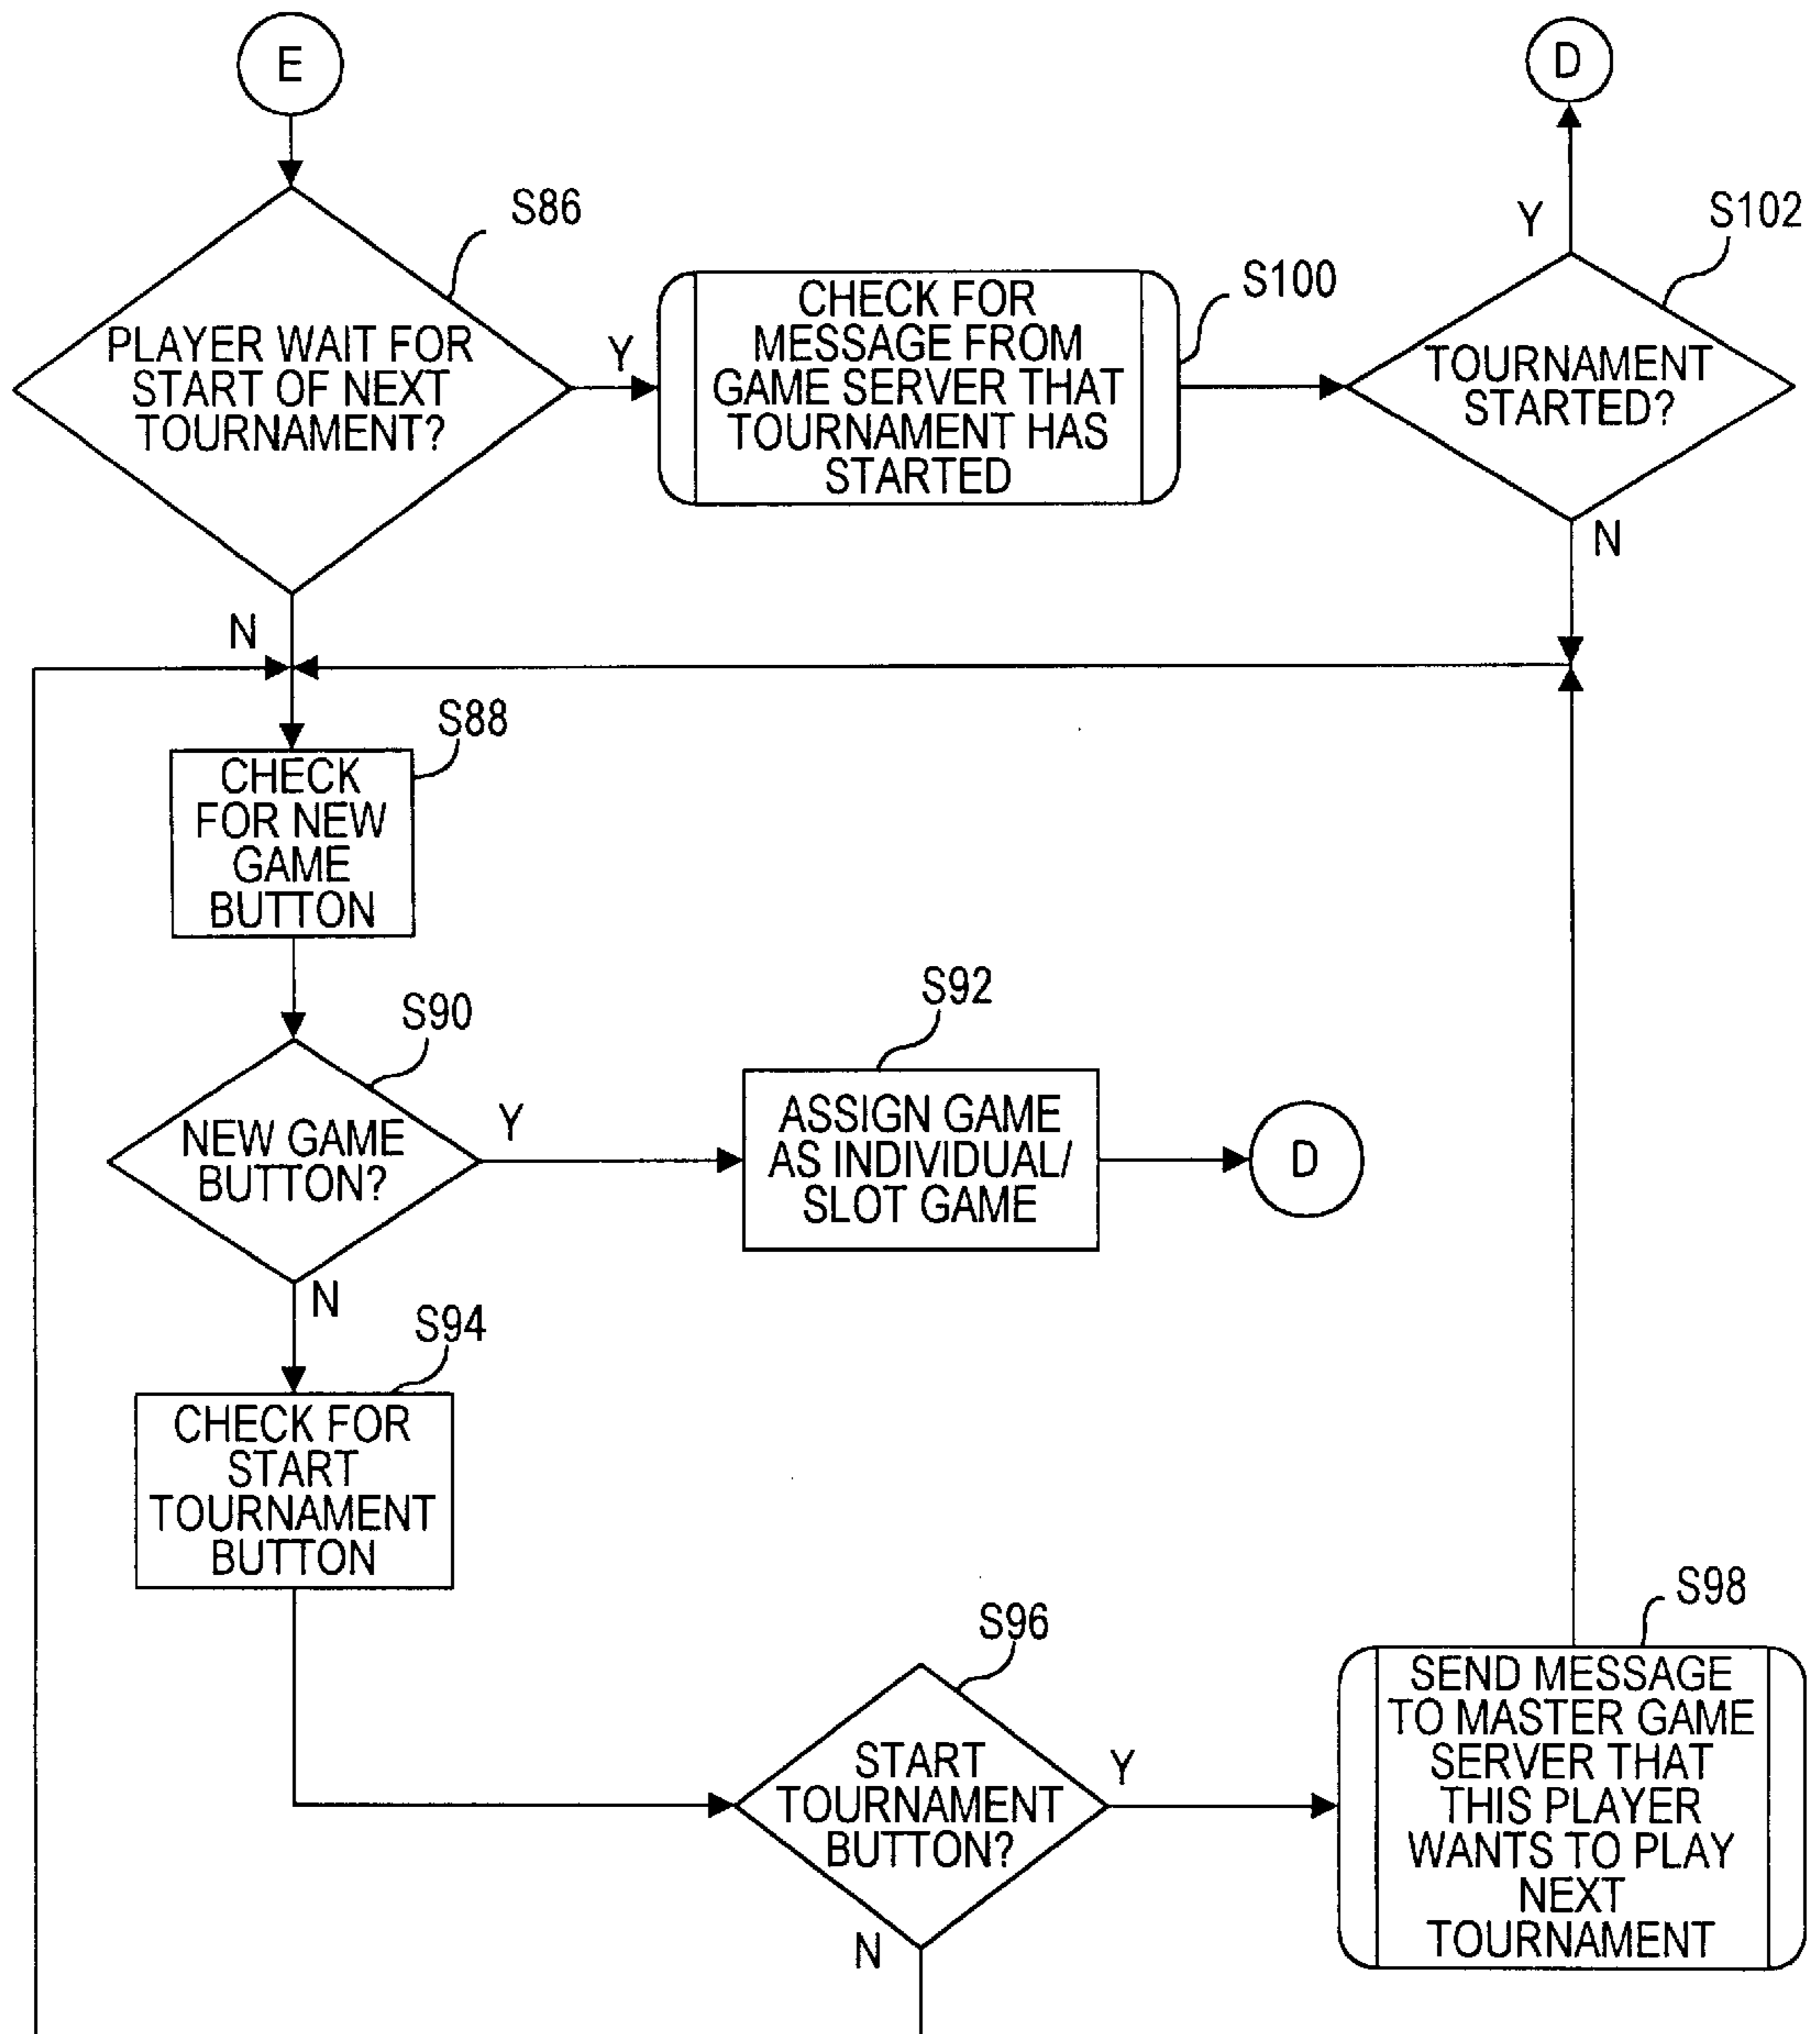 E
D
S86
PLAYER WAIT FOR
START OF NEXT
TOURNAMENT?
Y
N
CHECK FOR
MESSAGE FROM
GAME SERVER THAT
TOURNAMENT HAS
STARTED
S100
Y
S102
TOURNAMENT
STARTED?
N
S88
CHECK
FOR NEW
GAME
BUTTON
S90
NEW GAME
BUTTON?
Y
N
S92
ASSIGN GAME
AS INDIVIDUAL/
SLOT GAME
D
S94
CHECK FOR
START
TOURNAMENT
BUTTON
S96
START
TOURNAMENT
BUTTON?
Y
N
S98
SEND MESSAGE
TO MASTER GAME
SERVER THAT
THIS PLAYER
WANTS TO PLAY
NEXT
TOURNAMENT